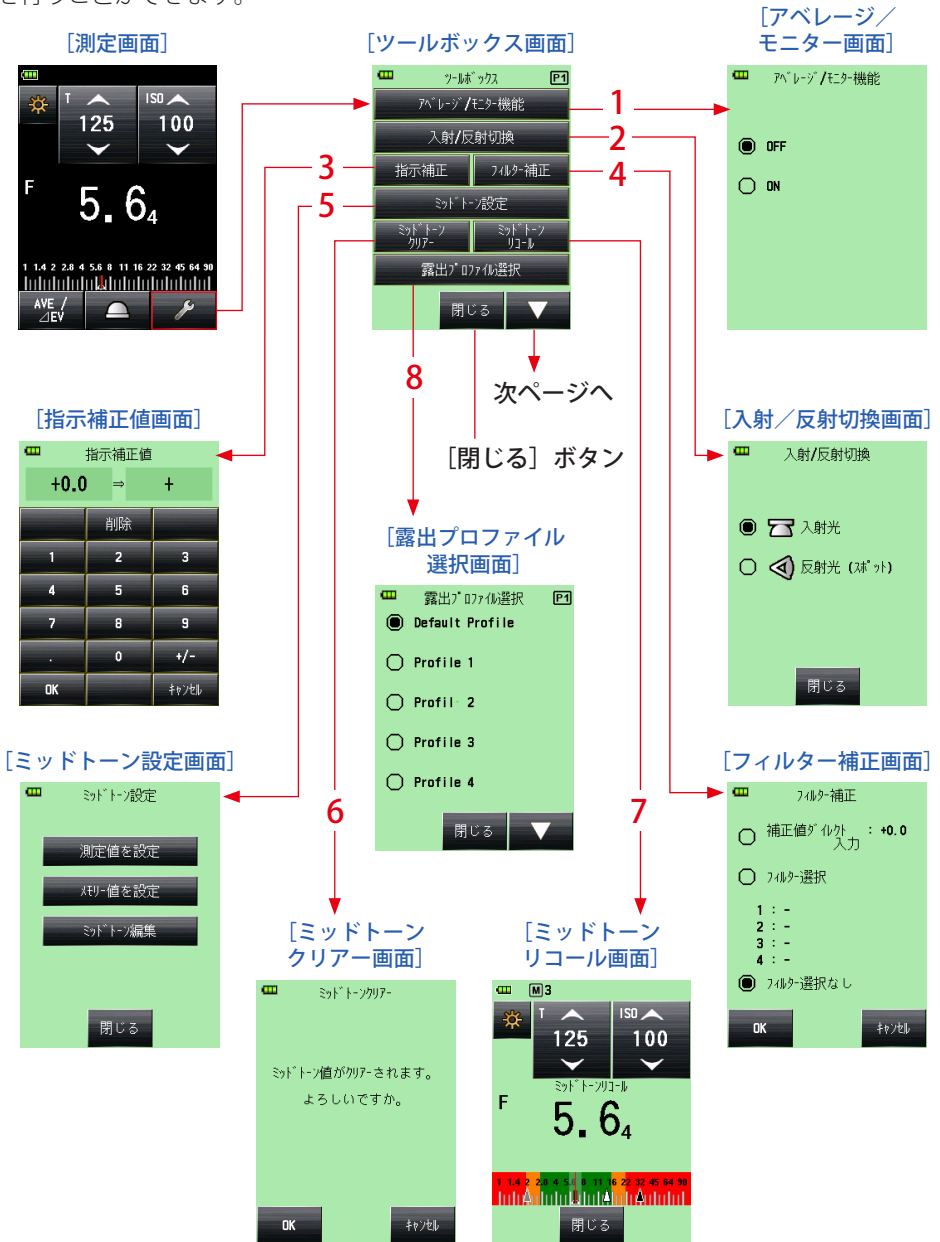 を行うことができます。
[測定画面]
T
ISO
125
100
F
5.6₄
1 1.4 2 2.8 4 5.6 8 11 16 22 32 45 64 90
AVE /
⊿EV
[ツールボックス画面]
ﾂｰﾙﾎﾞｯｸｽ P1
ｱﾍﾞﾚｰｼﾞ/ﾓﾆﾀｰ機能
入射/反射切換
指示補正 ﾌｨﾙﾀｰ補正
ﾐｯﾄﾞﾄｰﾝ設定
ﾐｯﾄﾞﾄｰﾝ
ｸﾘｱｰ
ﾐｯﾄﾞﾄｰﾝ
ﾘｺｰﾙ
露出ﾌﾟﾛﾌｧｲﾙ選択
閉じる
1
2
3
4
5
6
7
8
次ページへ
[閉じる] ボタン
[アベレージ／
モニター画面]
ｱﾍﾞﾚｰｼﾞ/ﾓﾆﾀｰ機能
OFF
ON
[指示補正値画面]
指示補正値
+0.0 ⇒ +
削除
1 2 3
4 5 6
7 8 9
. 0 +/-
OK ｷｬﾝｾﾙ
[露出プロファイル
選択画面]
露出ﾌﾟﾛﾌｧｲﾙ選択 P1
Default Profile
Profile 1
Profil 2
Profile 3
Profile 4
閉じる
[入射／反射切換画面]
入射/反射切換
入射光
反射光 (ｽﾎﾟｯﾄ)
閉じる
[ミッドトーン設定画面]
ﾐｯﾄﾞﾄｰﾝ設定
測定値を設定
ﾒﾓﾘｰ値を設定
ﾐｯﾄﾞﾄｰﾝ編集
閉じる
[ミッドトーン
クリアー画面]
ﾐｯﾄﾞﾄｰﾝｸﾘｱｰ
ﾐｯﾄﾞﾄｰﾝ値がｸﾘｱｰされます。
よろしいですか。
OK ｷｬﾝｾﾙ
[ミッドトーン
リコール画面]
M 3
T
ISO
125
100
ﾐｯﾄﾞﾄｰﾝﾘｺｰﾙ
F
5.6₄
1 1.4 2 2.8 4 5.6 8 11 16 22 32 45 64 90
閉じる
[フィルター補正画面]
ﾌｨﾙﾀｰ補正
補正値ﾀﾞｲﾚｸﾄ : +0.0
入力
ﾌｨﾙﾀｰ選択
1 : -
2 : -
3 : -
4 : -
ﾌｨﾙﾀｰ選択なし
OK ｷｬﾝｾﾙ